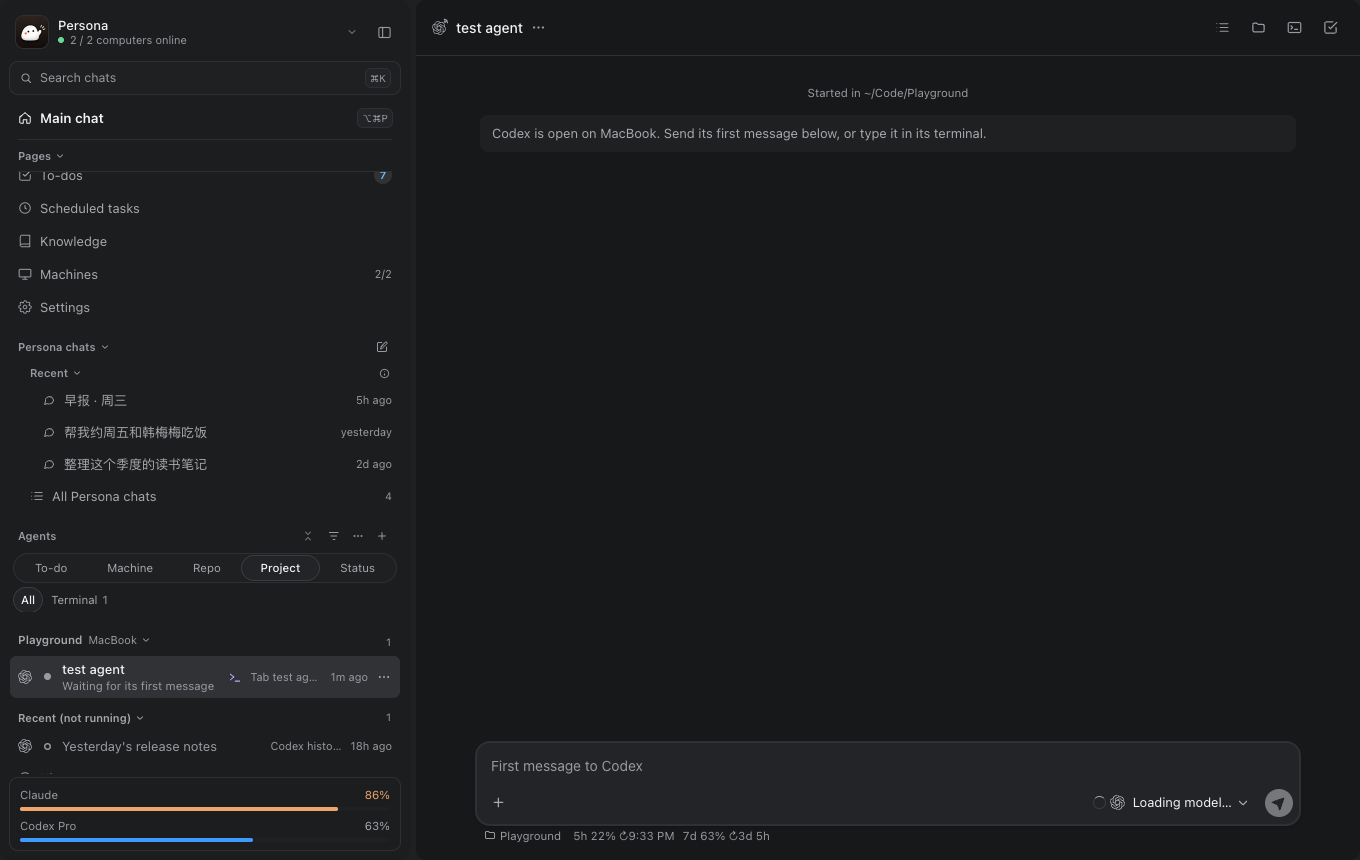 Persona
2 / 2 computers online
Search chats
⌘K
Main chat
⌥⌘P
Pages
To-dos
7
Scheduled tasks
Knowledge
Machines
2/2
Settings
Persona chats
Recent
早报 · 周三
5h ago
帮我约周五和韩梅梅吃饭
yesterday
整理这个季度的读书笔记
2d ago
All Persona chats
4
Agents
To-do
Machine
Repo
Project
Status
All
Terminal 1
Playground MacBook
1
test agent
Waiting for its first message
Tab test ag...
1m ago
Recent (not running)
1
Yesterday's release notes
Codex histo...
18h ago
Claude
86%
Codex Pro
63%
test agent
Started in ~/Code/Playground
Codex is open on MacBook. Send its first message below, or type it in its terminal.
First message to Codex
Loading model...
Playground
5h 22% ↻9:33 PM
7d 63% ↻3d 5h